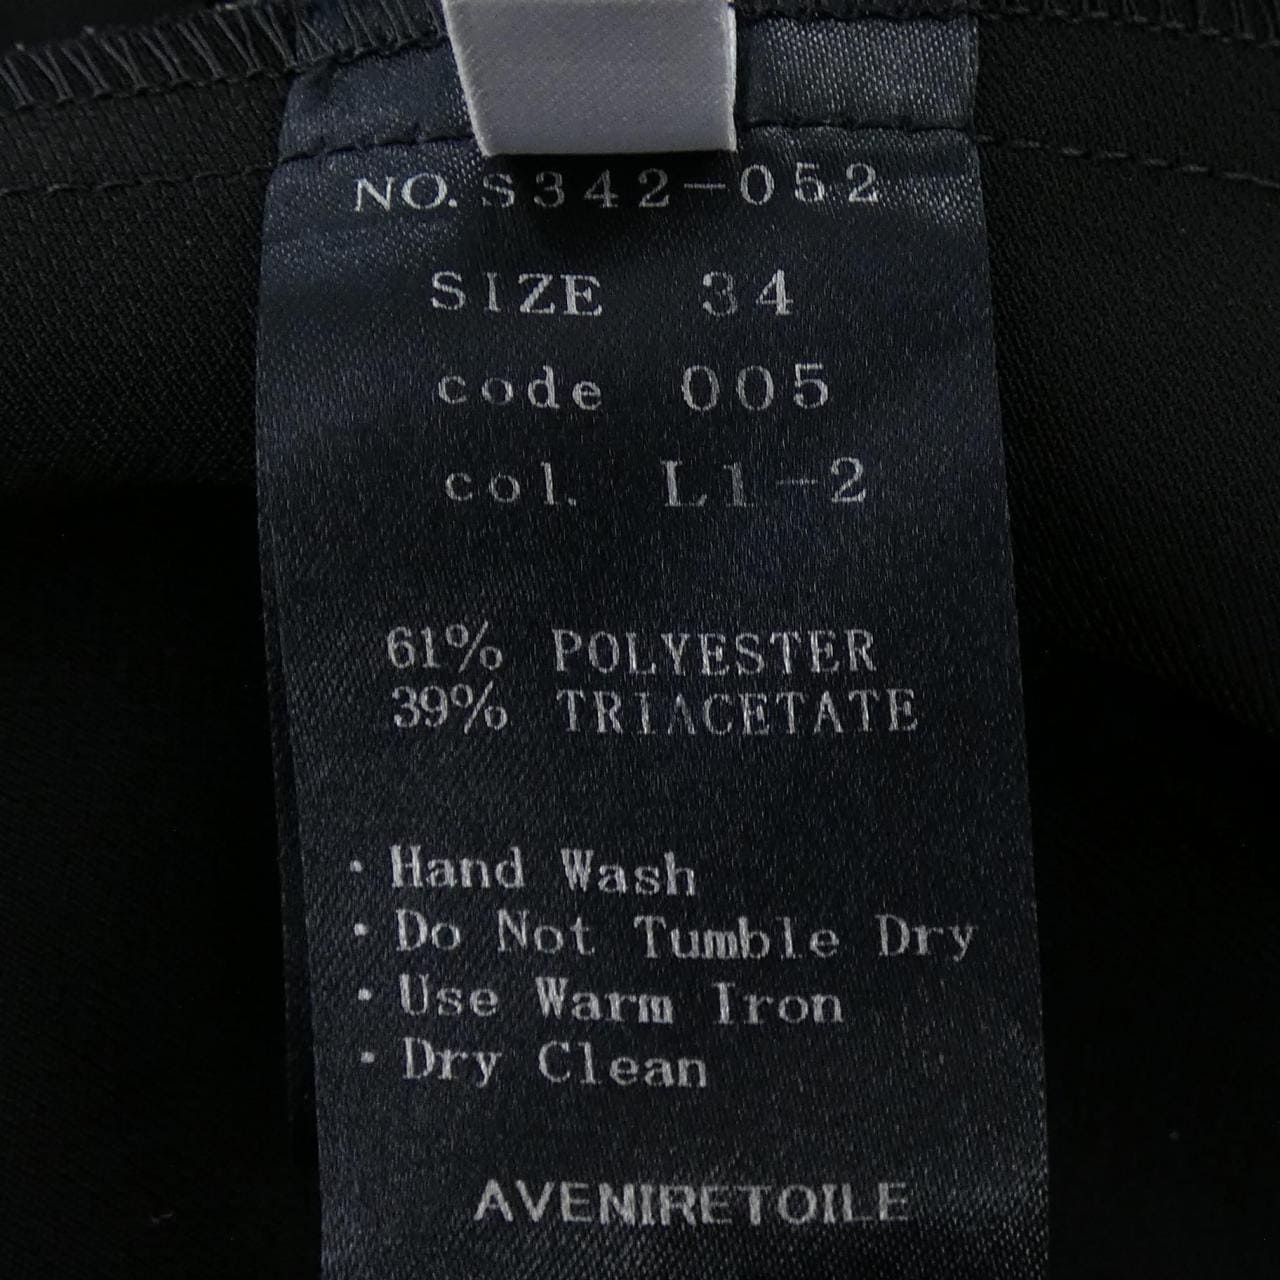 NO. S342-052
SIZE 34
code 005
col. L1-2
61% POLYESTER
39% TRIACETATE
・Hand Wash
・Do Not Tumble Dry
・Use Warm Iron
・Dry Clean
AVENIRETOILE